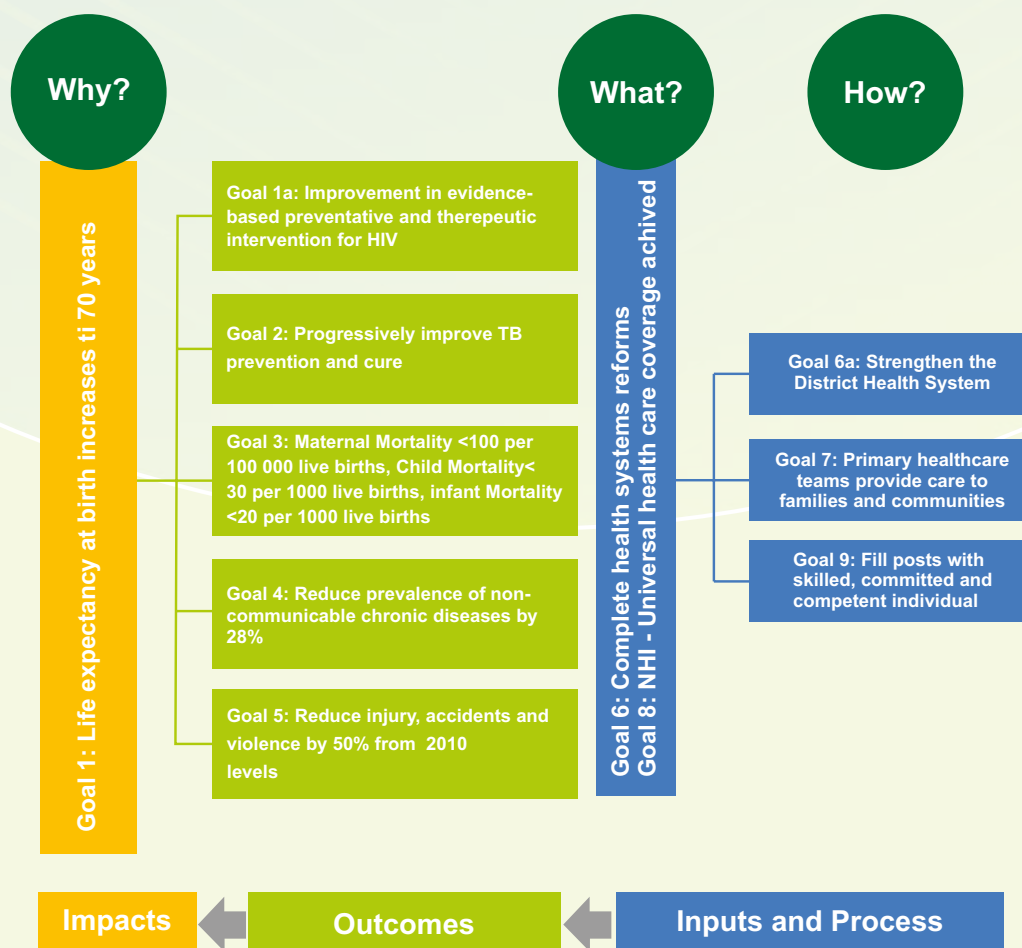 Why?
What?
How?
Goal 1: Life expectancy at birth increases ti 70 years
Goal 1a: Improvement in evidence-
based preventative and therepeutic
intervention for HIV
Goal 2: Progressively improve TB
prevention and cure
Goal 3: Maternal Mortality <100 per
100 000 live births, Child Mortality<
30 per 1000 live births, infant Mortality
<20 per 1000 live births
Goal 4: Reduce prevalence of non-
communicable chronic diseases by
28%
Goal 5: Reduce injury, accidents and
violence by 50% from 2010
levels
Goal 6: Complete health systems reforms
Goal 8: NHI - Universal health care coverage achived
Goal 6a: Strengthen the
District Health System
Goal 7: Primary healthcare
teams provide care to
families and communities
Goal 9: Fill posts with
skilled, committed and
competent individual
Impacts
Outcomes
Inputs and Process